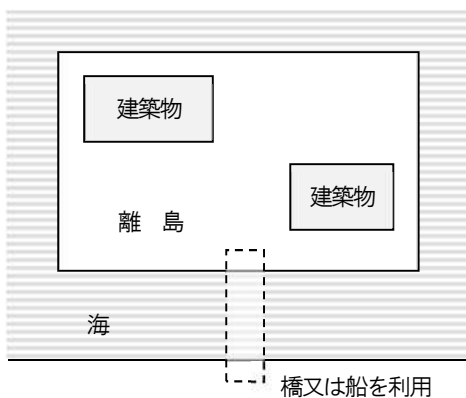 建築物
建築物
離 島
海
橋又は船を利用